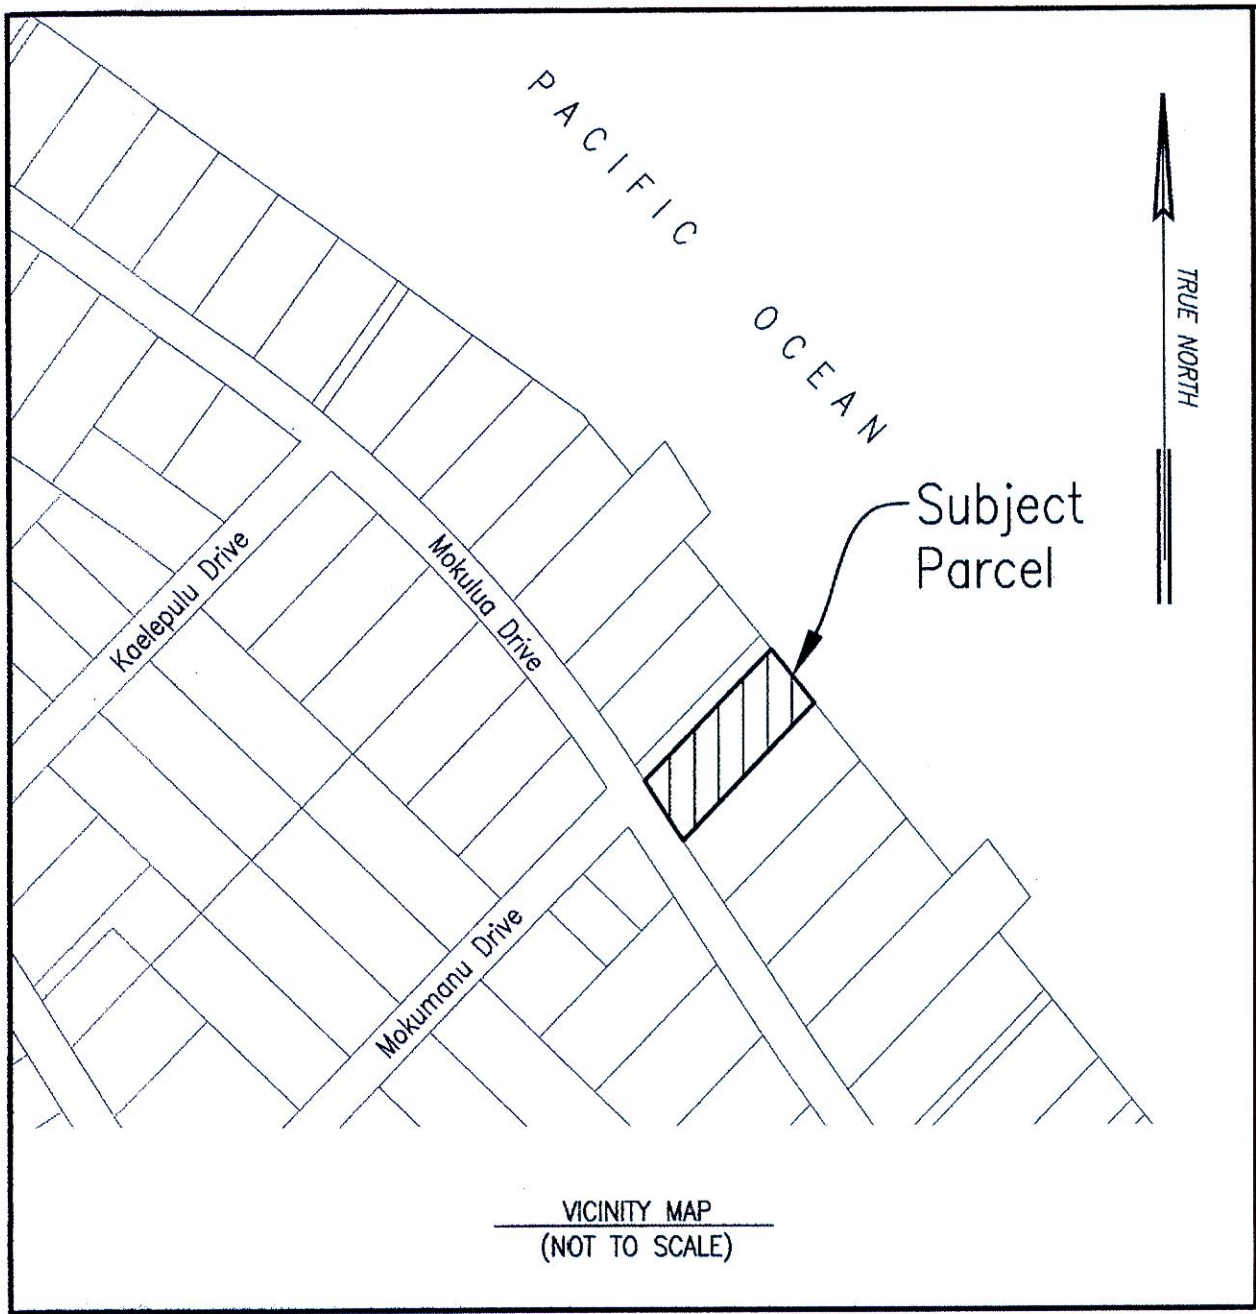 PACIFIC OCEAN
TRUE NORTH
Subject
Parcel
Mokulua Drive
Kaelepulu Drive
Mokumanu Drive
VICINITY MAP
(NOT TO SCALE)